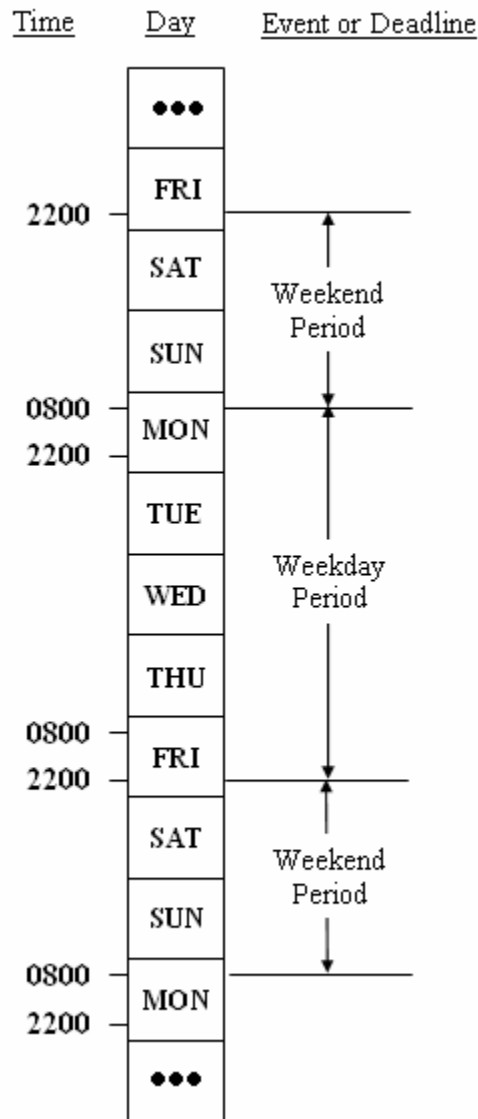 Time Day Event or Deadline
●●●
FRI
2200
SAT
Weekend
Period
SUN
0800
MON
2200
TUE
WED
Weekday
Period
THU
0800
FRI
2200
SAT
Weekend
Period
SUN
0800
MON
2200
●●●